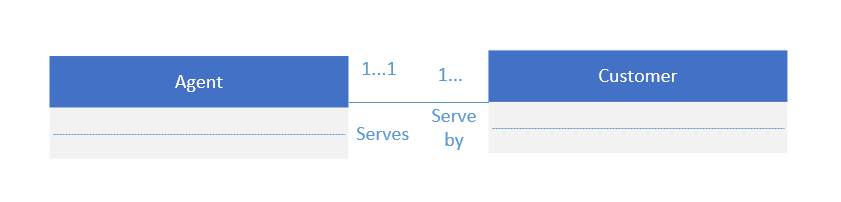 Agent
1...1
1...
Customer
Serves
Serve
by